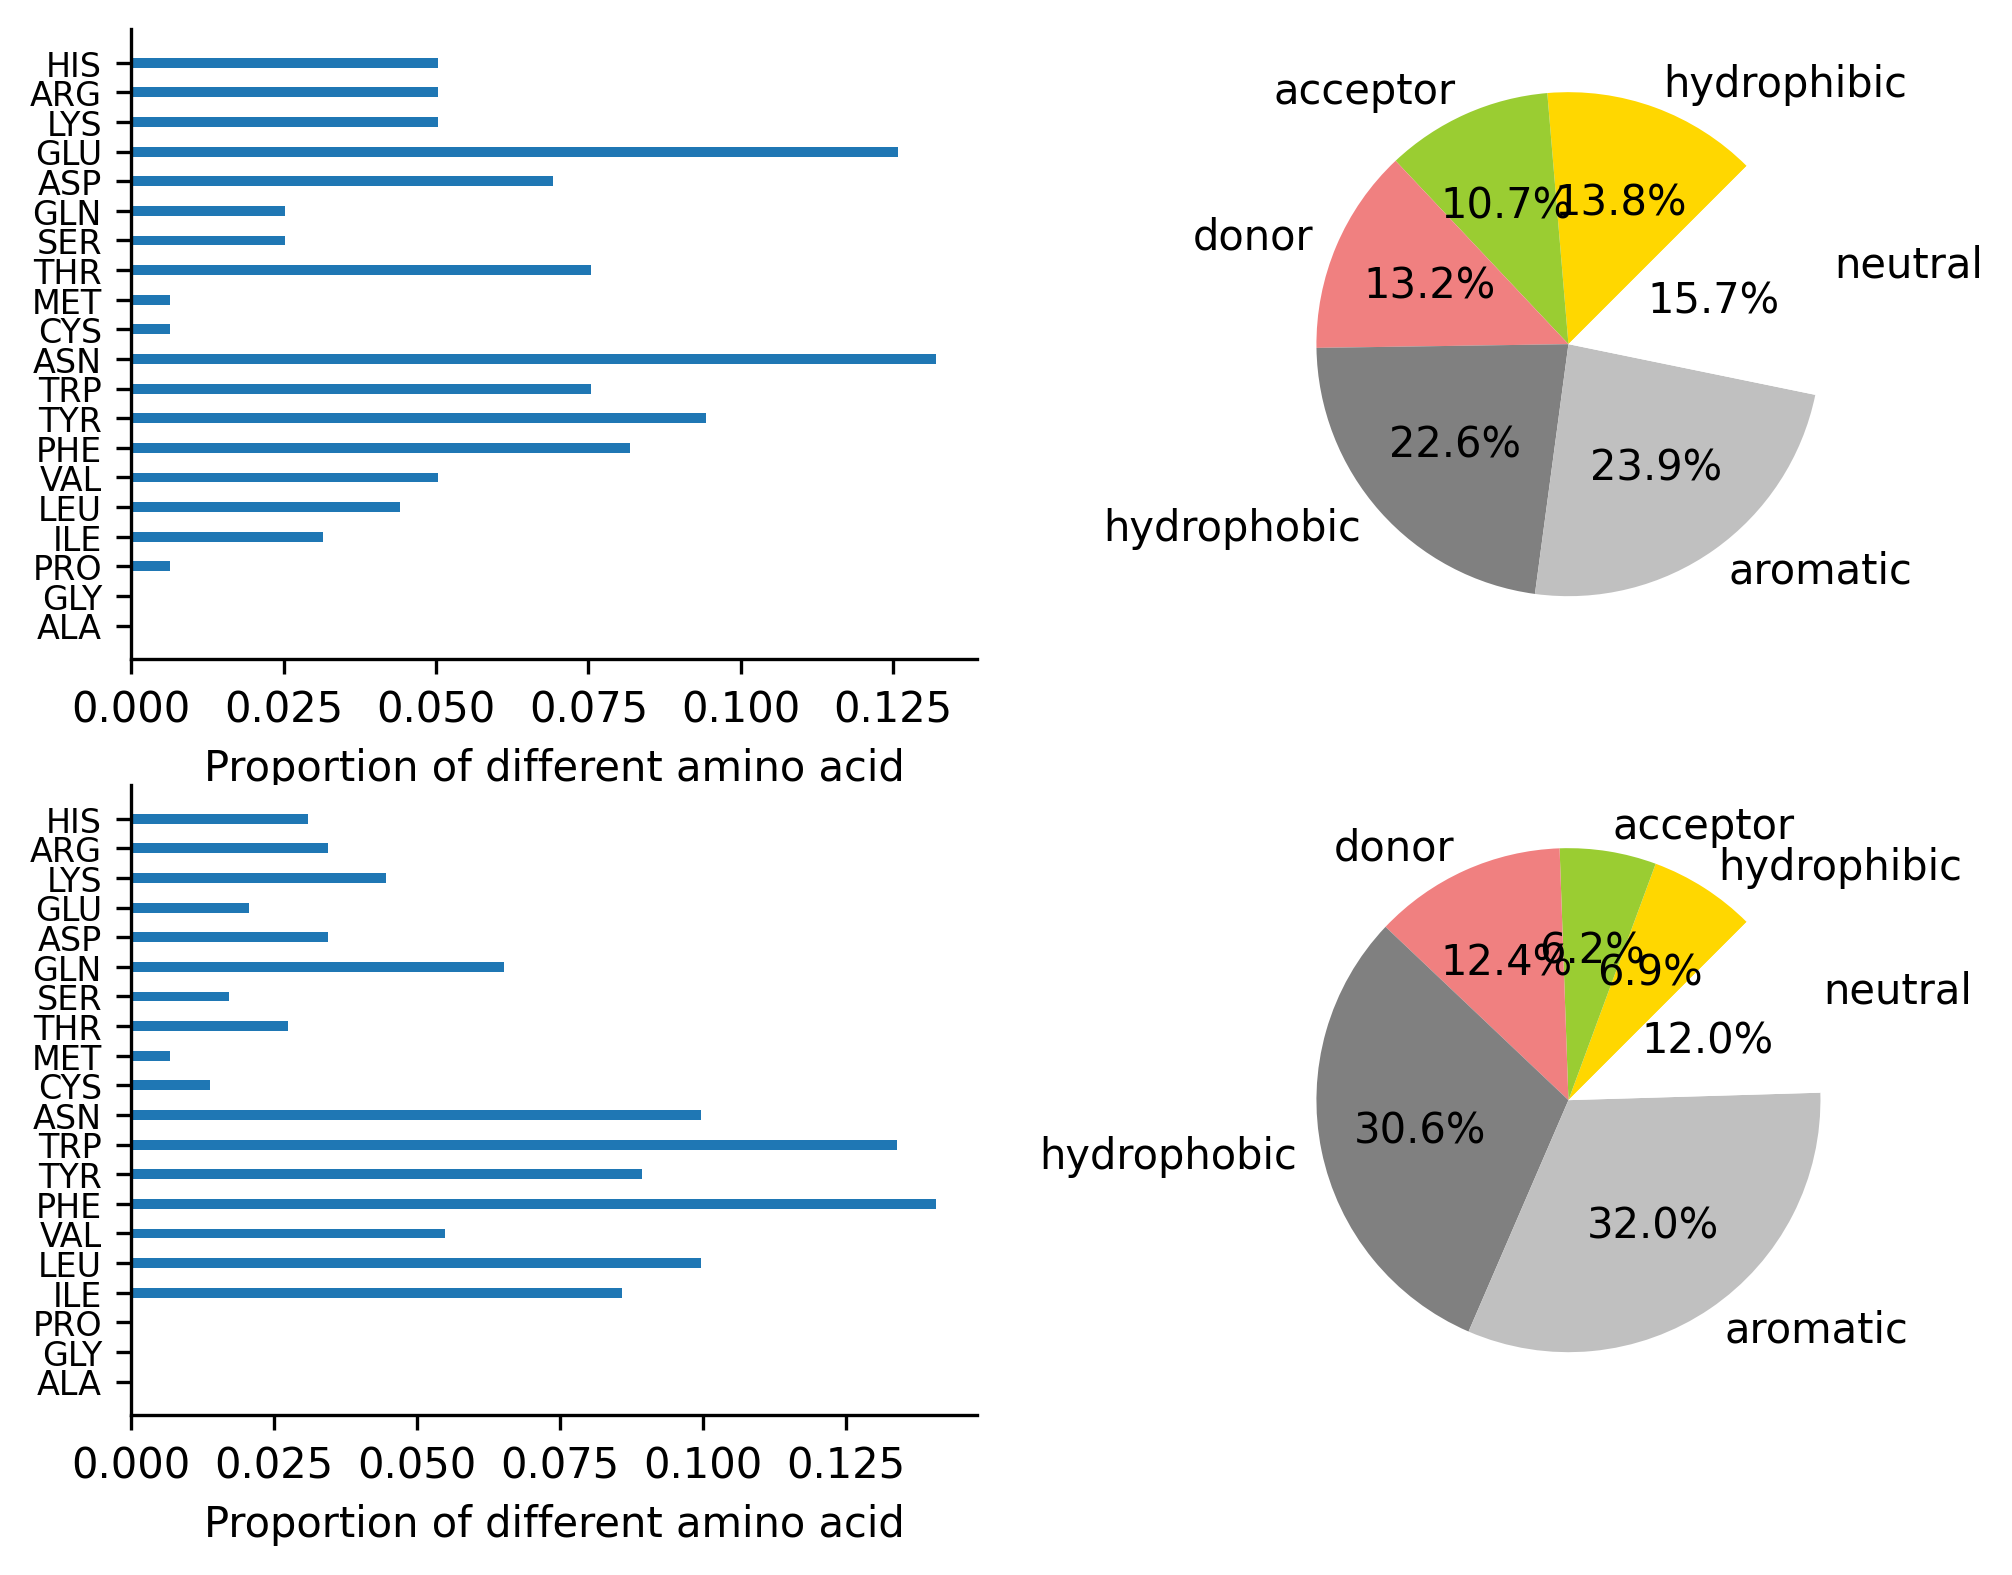 HIS
ARG
LYS
GLU
ASP
GLN
SER
THR
MET
CYS
ASN
TRP
TYR
PHE
VAL
LEU
ILE
PRO
GLY
ALA
0.000 0.025 0.050 0.075 0.100 0.125
Proportion of different amino acid
hydrophibic
acceptor
donor
neutral
hydrophobic
aromatic
13.8%
10.7%
13.2%
15.7%
22.6%
23.9%
HIS
ARG
LYS
GLU
ASP
GLN
SER
THR
MET
CYS
ASN
TRP
TYR
PHE
VAL
LEU
ILE
PRO
GLY
ALA
0.000 0.025 0.050 0.075 0.100 0.125
Proportion of different amino acid
acceptor
donor
hydrophibic
neutral
hydrophobic
aromatic
6.2%
12.4%
6.9%
12.0%
30.6%
32.0%